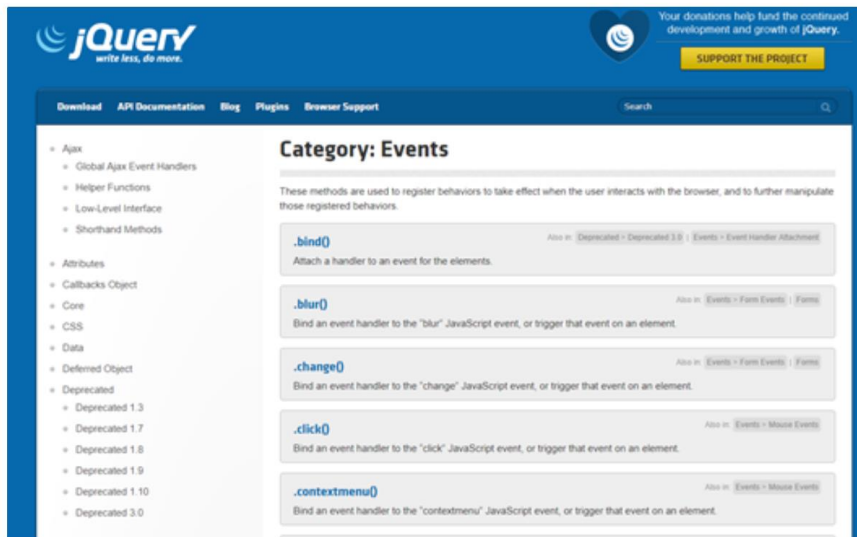 jQuery
write less, do more.
Your donations help fund the continued
development and growth of jQuery.
SUPPORT THE PROJECT
Download API Documentation Blog Plugins Browser Support
Search
Ajax
Global Ajax Event Handlers
Helper Functions
Low-Level Interface
Shorthand Methods
Attributes
Callbacks Object
Core
CSS
Data
Deferred Object
Deprecated
Deprecated 1.3
Deprecated 1.7
Deprecated 1.8
Deprecated 1.9
Deprecated 1.10
Deprecated 3.0
Category: Events
These methods are used to register behaviors to take effect when the user interacts with the browser, and to further manipulate
those registered behaviors.
.bind() Also in: Deprecated > Deprecated 3.0 | Events > Event Handler Attachment
Attach a handler to an event for the elements.
.blur() Also in: Events > Form Events | Forms
Bind an event handler to the "blur" JavaScript event, or trigger that event on an element.
.change() Also in: Events > Form Events | Forms
Bind an event handler to the "change" JavaScript event, or trigger that event on an element.
.click() Also in: Events > Mouse Events
Bind an event handler to the "click" JavaScript event, or trigger that event on an element.
.contextmenu() Also in: Events > Mouse Events
Bind an event handler to the "contextmenu" JavaScript event, or trigger that event on an element.